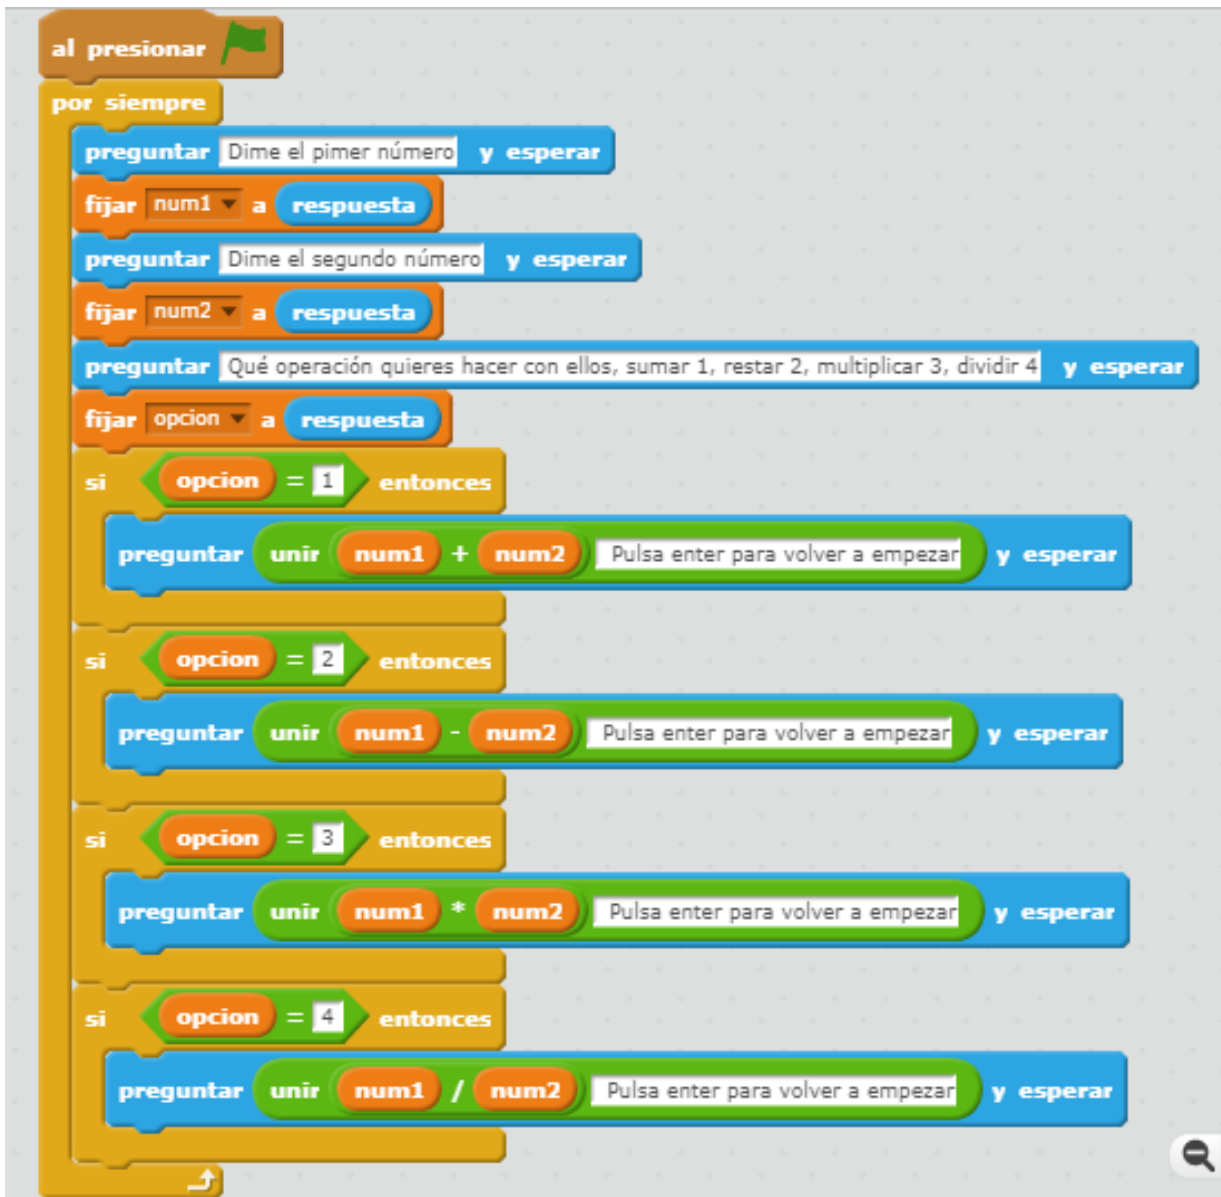 al presionar
por siempre
preguntar Dime el pimer número y esperar
fijar num1 a respuesta
preguntar Dime el segundo número y esperar
fijar num2 a respuesta
preguntar Qué operación quieres hacer con ellos, sumar 1, restar 2, multiplicar 3, dividir 4 y esperar
fijar opcion a respuesta
si opcion = 1 entonces
preguntar unir num1 + num2 Pulsa enter para volver a empezar y esperar
si opcion = 2 entonces
preguntar unir num1 - num2 Pulsa enter para volver a empezar y esperar
si opcion = 3 entonces
preguntar unir num1 * num2 Pulsa enter para volver a empezar y esperar
si opcion = 4 entonces
preguntar unir num1 / num2 Pulsa enter para volver a empezar y esperar